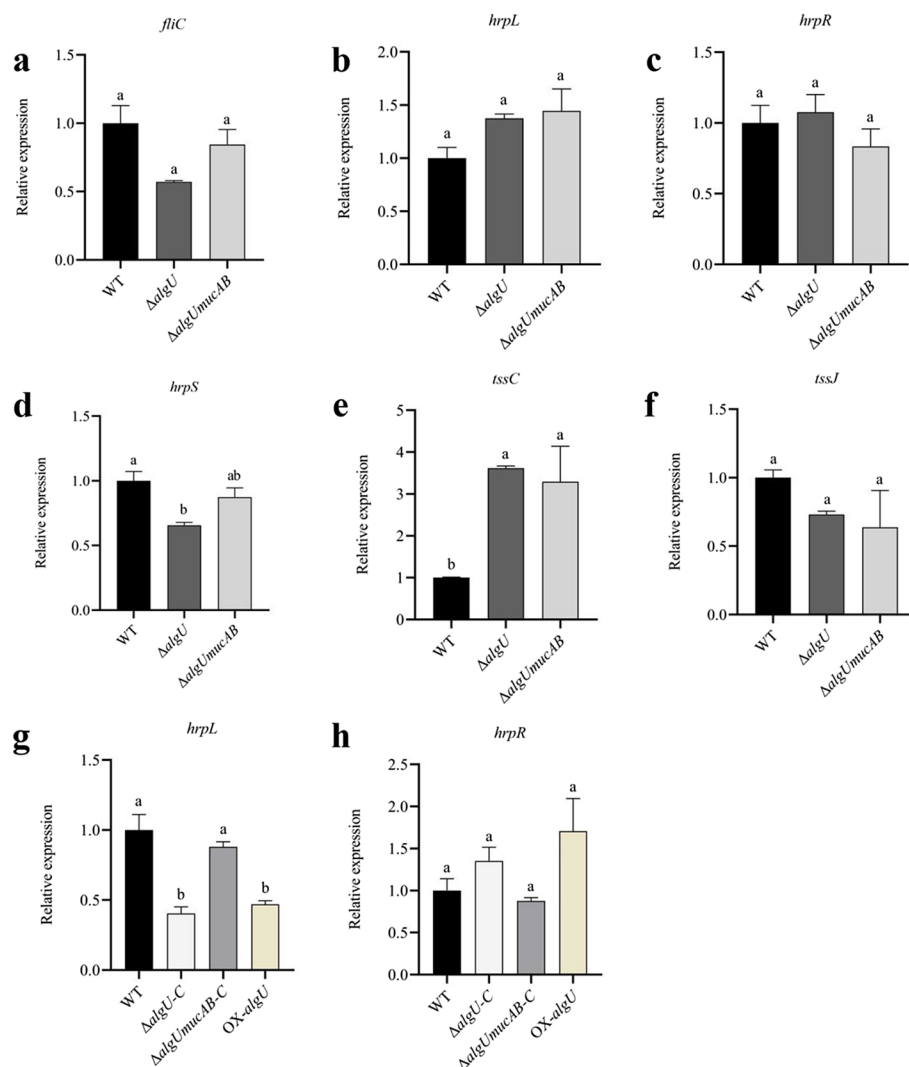 a
fliC
Relative expression
1.5
1.0
0.5
0.0
a
a
a
WT
ΔalgU
ΔalgUmucAB
b
hrpL
Relative expression
2.0
1.5
1.0
0.5
0.0
a
a
a
WT
ΔalgU
ΔalgUmucAB
c
hrpR
Relative expression
1.5
1.0
0.5
0.0
a
a
a
WT
ΔalgU
ΔalgUmucAB
d
hrpS
Relative expression
1.5
1.0
0.5
0.0
a
b
ab
WT
ΔalgU
ΔalgUmucAB
e
tssC
Relative expression
5
4
3
2
1
0
b
a
a
WT
ΔalgU
ΔalgUmucAB
f
tssJ
Relative expression
1.5
1.0
0.5
0.0
a
a
a
WT
ΔalgU
ΔalgUmucAB
g
hrpL
Relative expression
1.5
1.0
0.5
0.0
a
b
a
b
WT
ΔalgU-C
ΔalgUmucAB-C
OX-algU
h
hrpR
Relative expression
2.5
2.0
1.5
1.0
0.5
0.0
a
a
a
a
WT
ΔalgU-C
ΔalgUmucAB-C
OX-algU